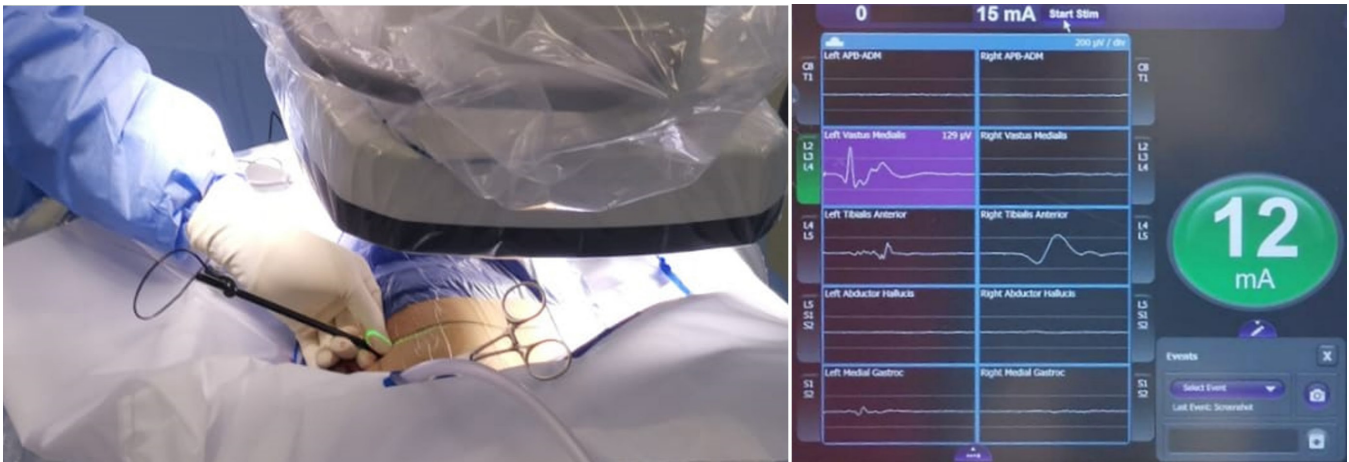 0 15 mA Start Stim
200 µV / div
Left APB-ADM Right APB-ADM
C8 T1 C8 T1
Left Vastus Medialis 129 µV Right Vastus Medialis
L2 L3 L4 L2 L3 L4
Left Tibialis Anterior Right Tibialis Anterior
L4 L5 L4 L5
12
mA
Left Abductor Hallucis Right Abductor Hallucis
L5 S1 S2 L5 S1 S2
Left Medial Gastroc Right Medial Gastroc
S1 S2 S1 S2
Events X
Select Event
Last Event: Screenshot